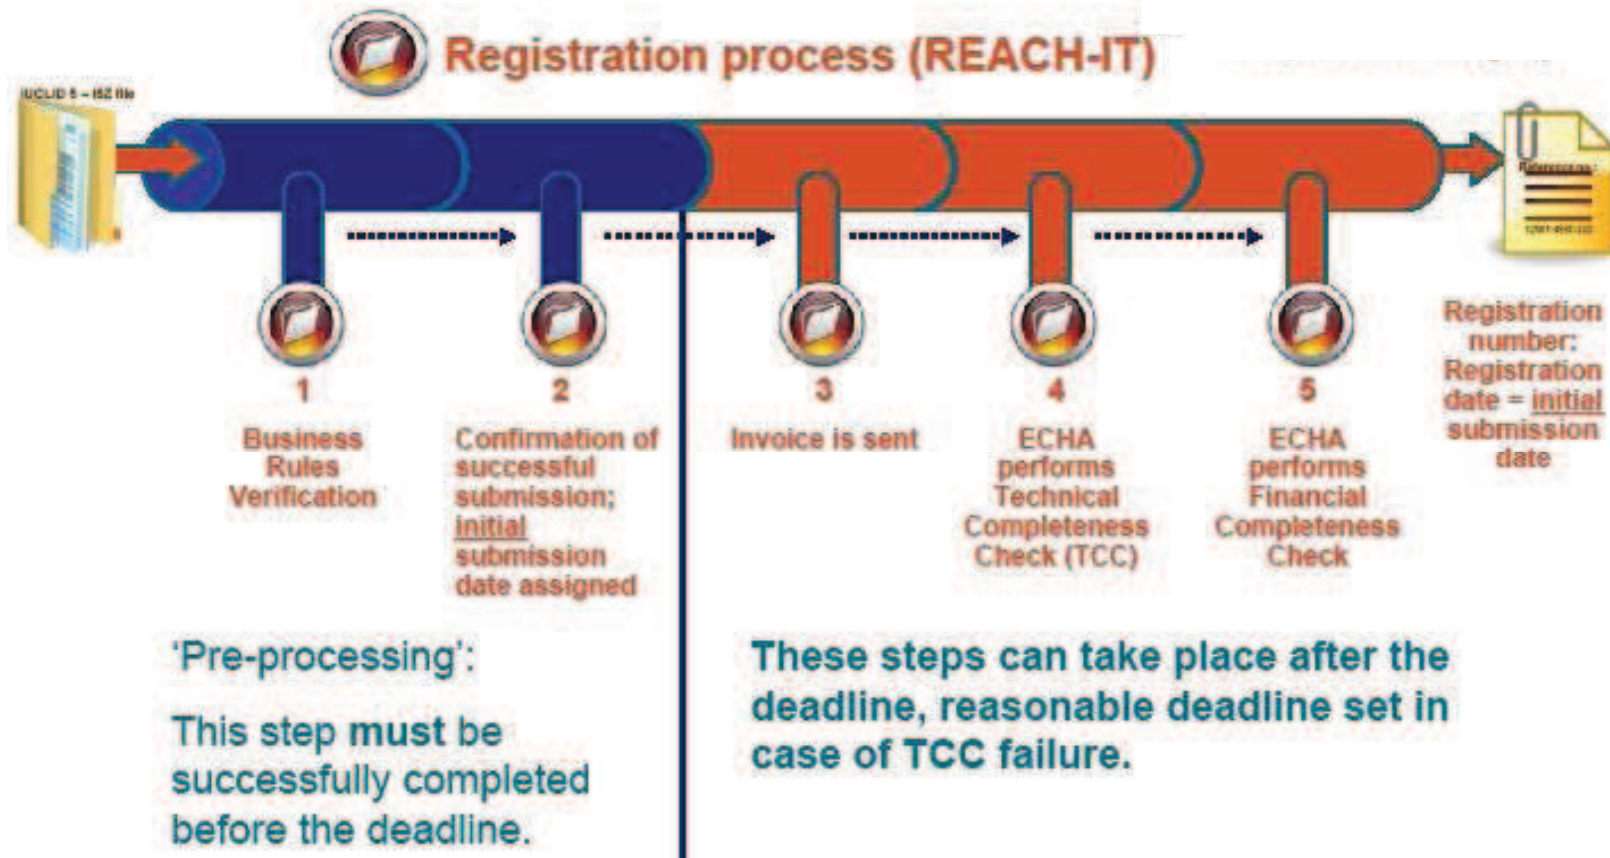 Registration process (REACH-IT)
IUCLID 5 – I5Z file
1
Business
Rules
Verification
2
Confirmation of
successful
submission;
initial
submission
date assigned
3
Invoice is sent
4
ECHA
performs
Technical
Completeness
Check (TCC)
5
ECHA
performs
Financial
Completeness
Check
Registration
number:
Registration
date = initial
submission
date
'Pre-processing':
This step must be
successfully completed
before the deadline.
These steps can take place after the
deadline, reasonable deadline set in
case of TCC failure.